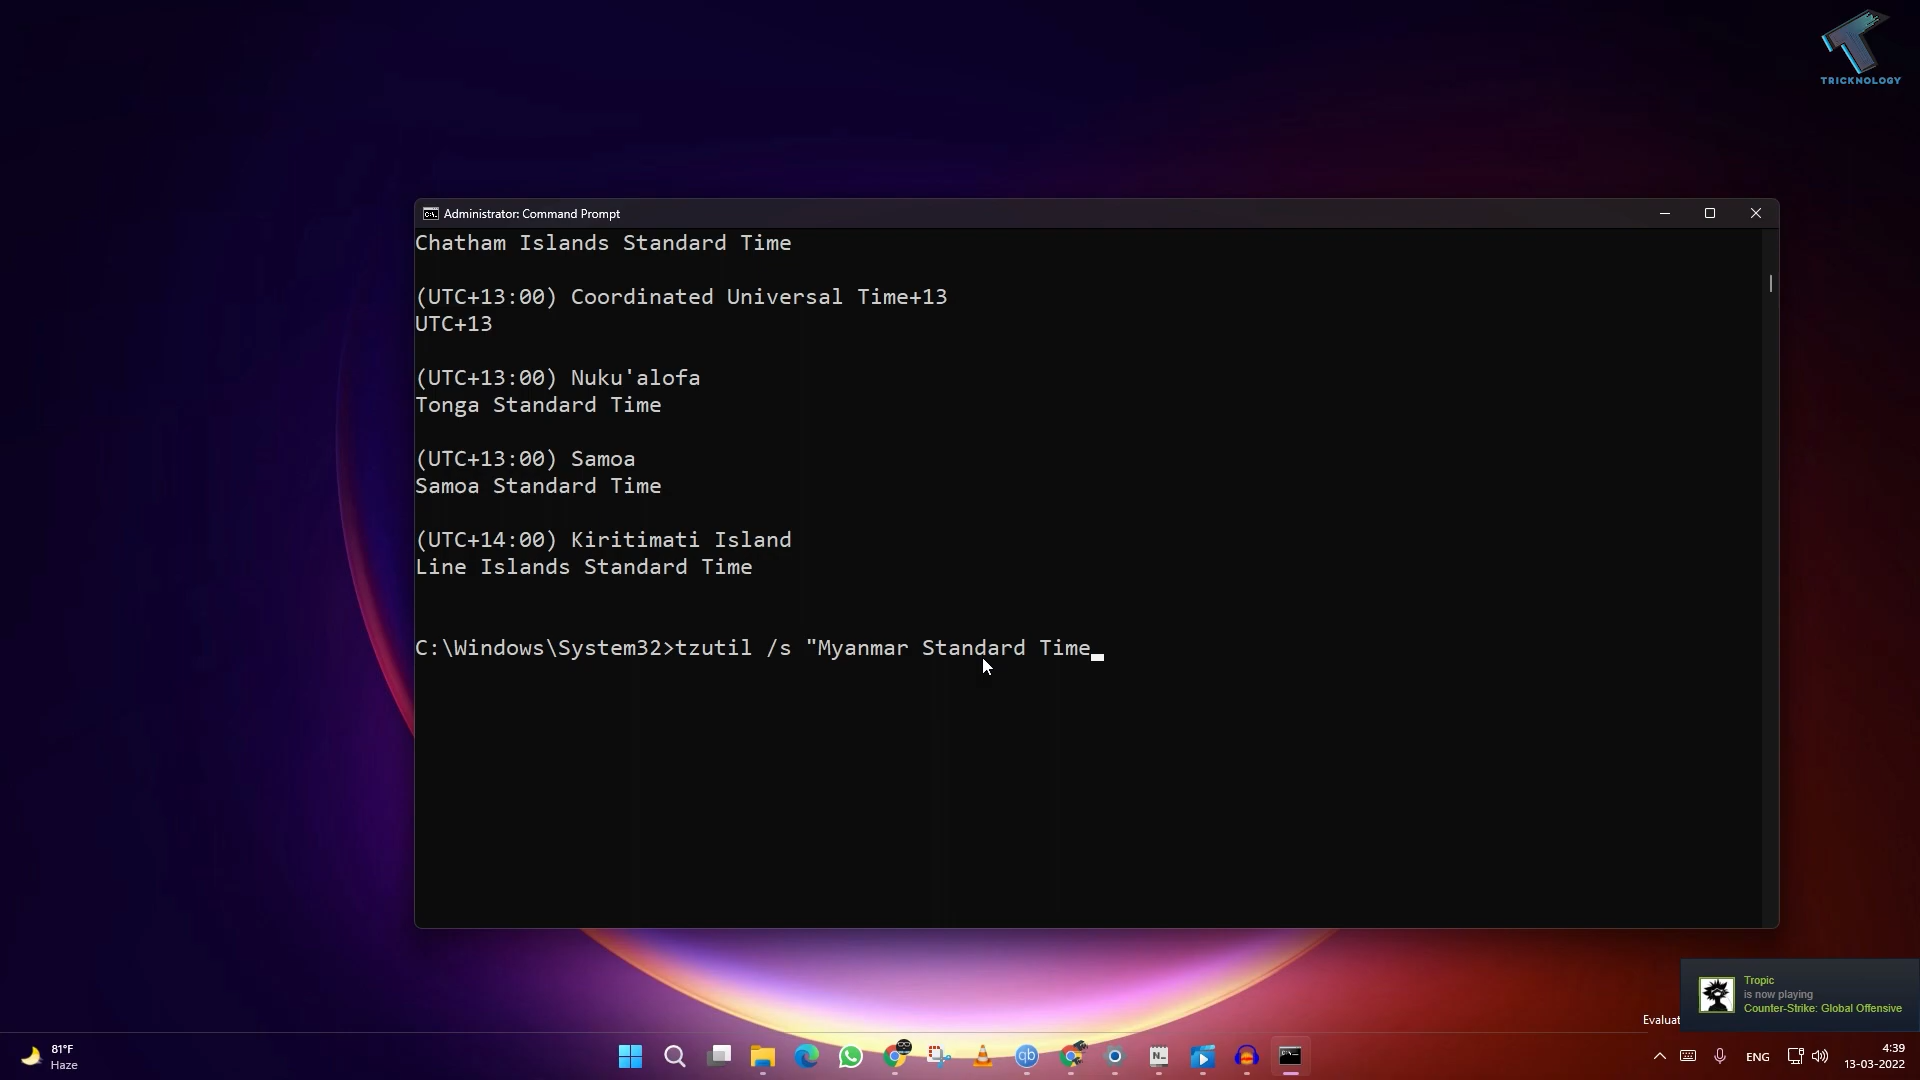 TRICKNOLOGY
Administrator: Command Prompt
Chatham Islands Standard Time
(UTC+13:00) Coordinated Universal Time+13
UTC+13
(UTC+13:00) Nuku'alofa
Tonga Standard Time
(UTC+13:00) Samoa
Samoa Standard Time
(UTC+14:00) Kiritimati Island
Line Islands Standard Time
C:\Windows\System32>tzutil /s "Myanmar Standard Time
Tropic
is now playing
Counter-Strike: Global Offensive
Evaluat
81°F
Haze
qb
N..
ENG
4:39
13-03-2022